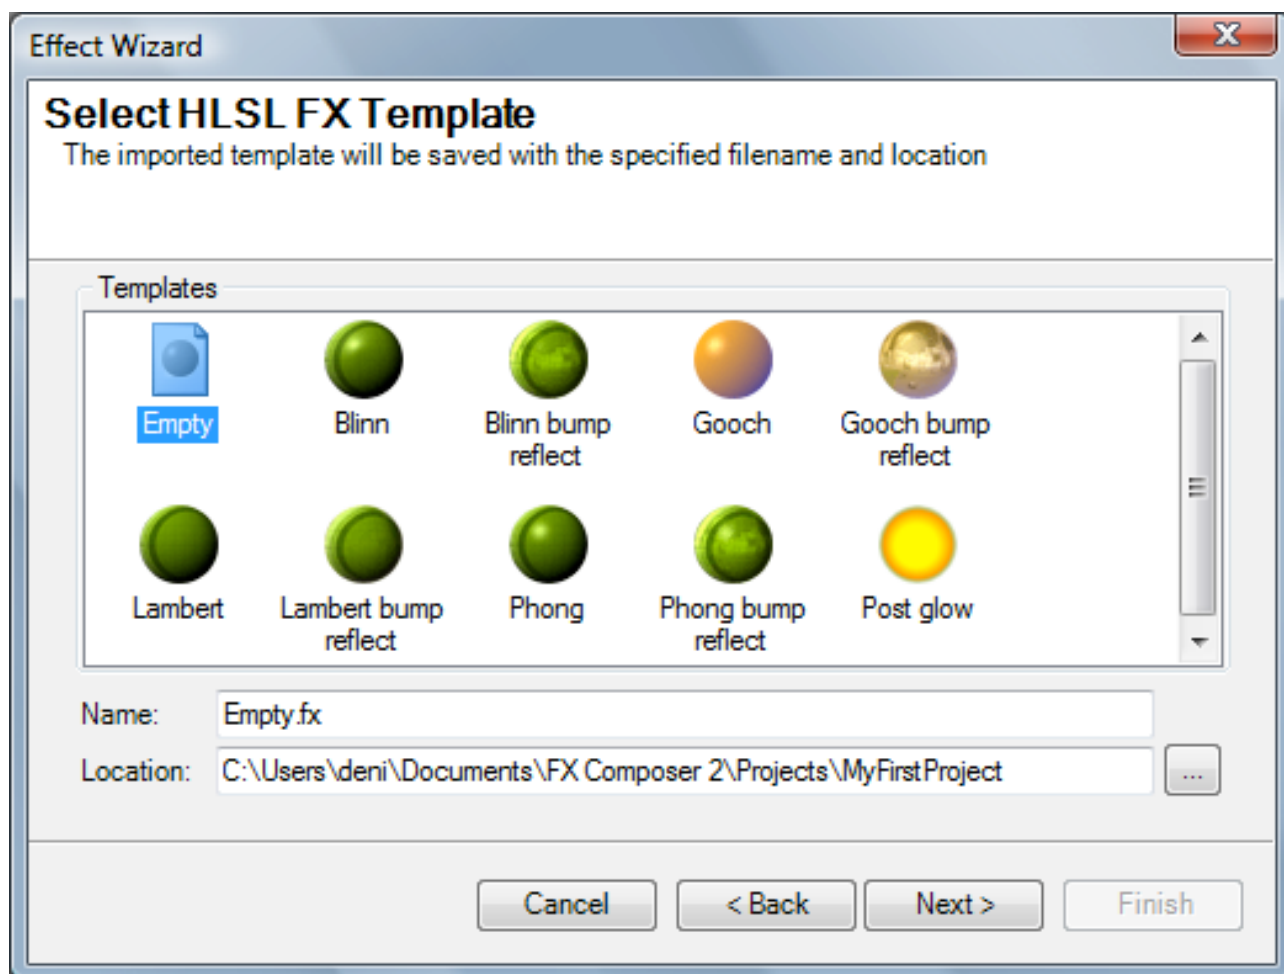 Effect Wizard
Select HLSL FX Template
The imported template will be saved with the specified filename and location
Templates
Empty
Blinn
Blinn bump
reflect
Gooch
Gooch bump
reflect
Lambert
Lambert bump
reflect
Phong
Phong bump
reflect
Post glow
Name: Empty.fx
Location: C:\Users\deni\Documents\FX Composer 2\Projects\MyFirstProject ...
Cancel < Back Next > Finish